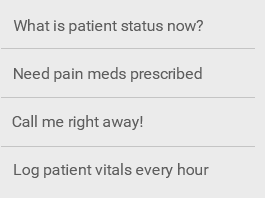 What is patient status now?
Need pain meds prescribed
Call me right away!
Log patient vitals every hour